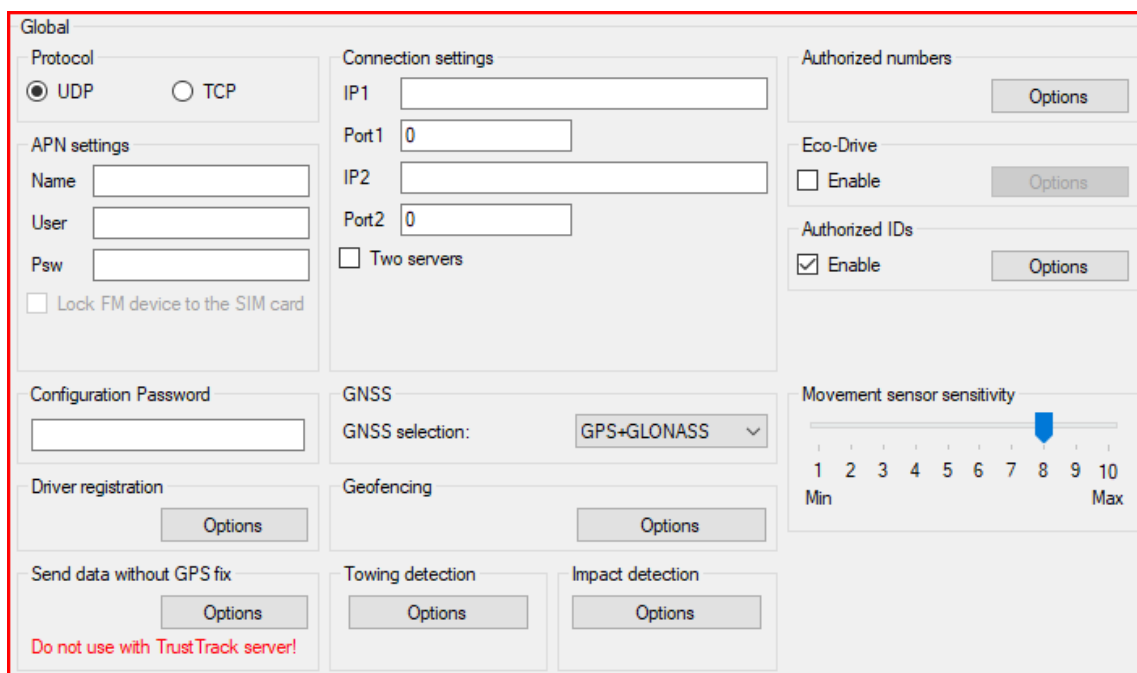 Global
Protocol
UDP
TCP
APN settings
Name
User
Psw
Lock FM device to the SIM card
Connection settings
IP1
Port1 0
IP2
Port2 0
Two servers
Authorized numbers
Options
Eco-Drive
Enable Options
Authorized IDs
Enable Options
Configuration Password
GNSS
GNSS selection: GPS+GLONASS
Movement sensor sensitivity
1 2 3 4 5 6 7 8 9 10
Min Max
Driver registration
Options
Geofencing
Options
Send data without GPS fix
Options
Do not use with TrustTrack server!
Towing detection
Options
Impact detection
Options